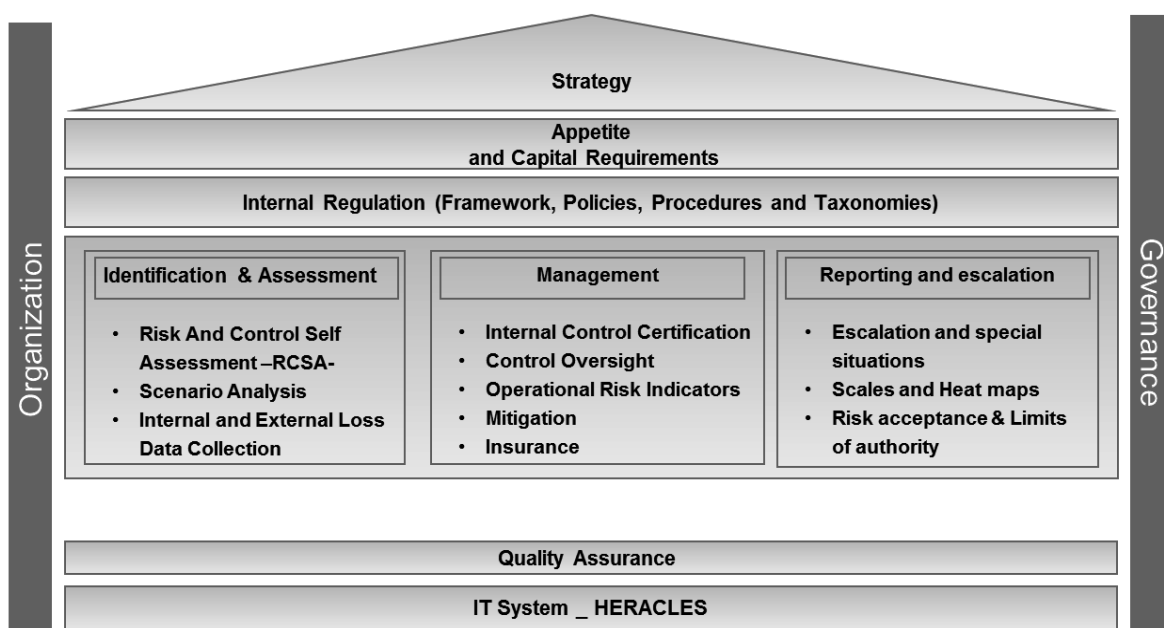 Strategy
Appetite
and Capital Requirements
Internal Regulation (Framework, Policies, Procedures and Taxonomies)
Organization
Identification & Assessment
• Risk And Control Self
Assessment –RCSA-
• Scenario Analysis
• Internal and External Loss
Data Collection
Management
• Internal Control Certification
• Control Oversight
• Operational Risk Indicators
• Mitigation
• Insurance
Reporting and escalation
• Escalation and special
situations
• Scales and Heat maps
• Risk acceptance & Limits
of authority
Governance
Quality Assurance
IT System _ HERACLES